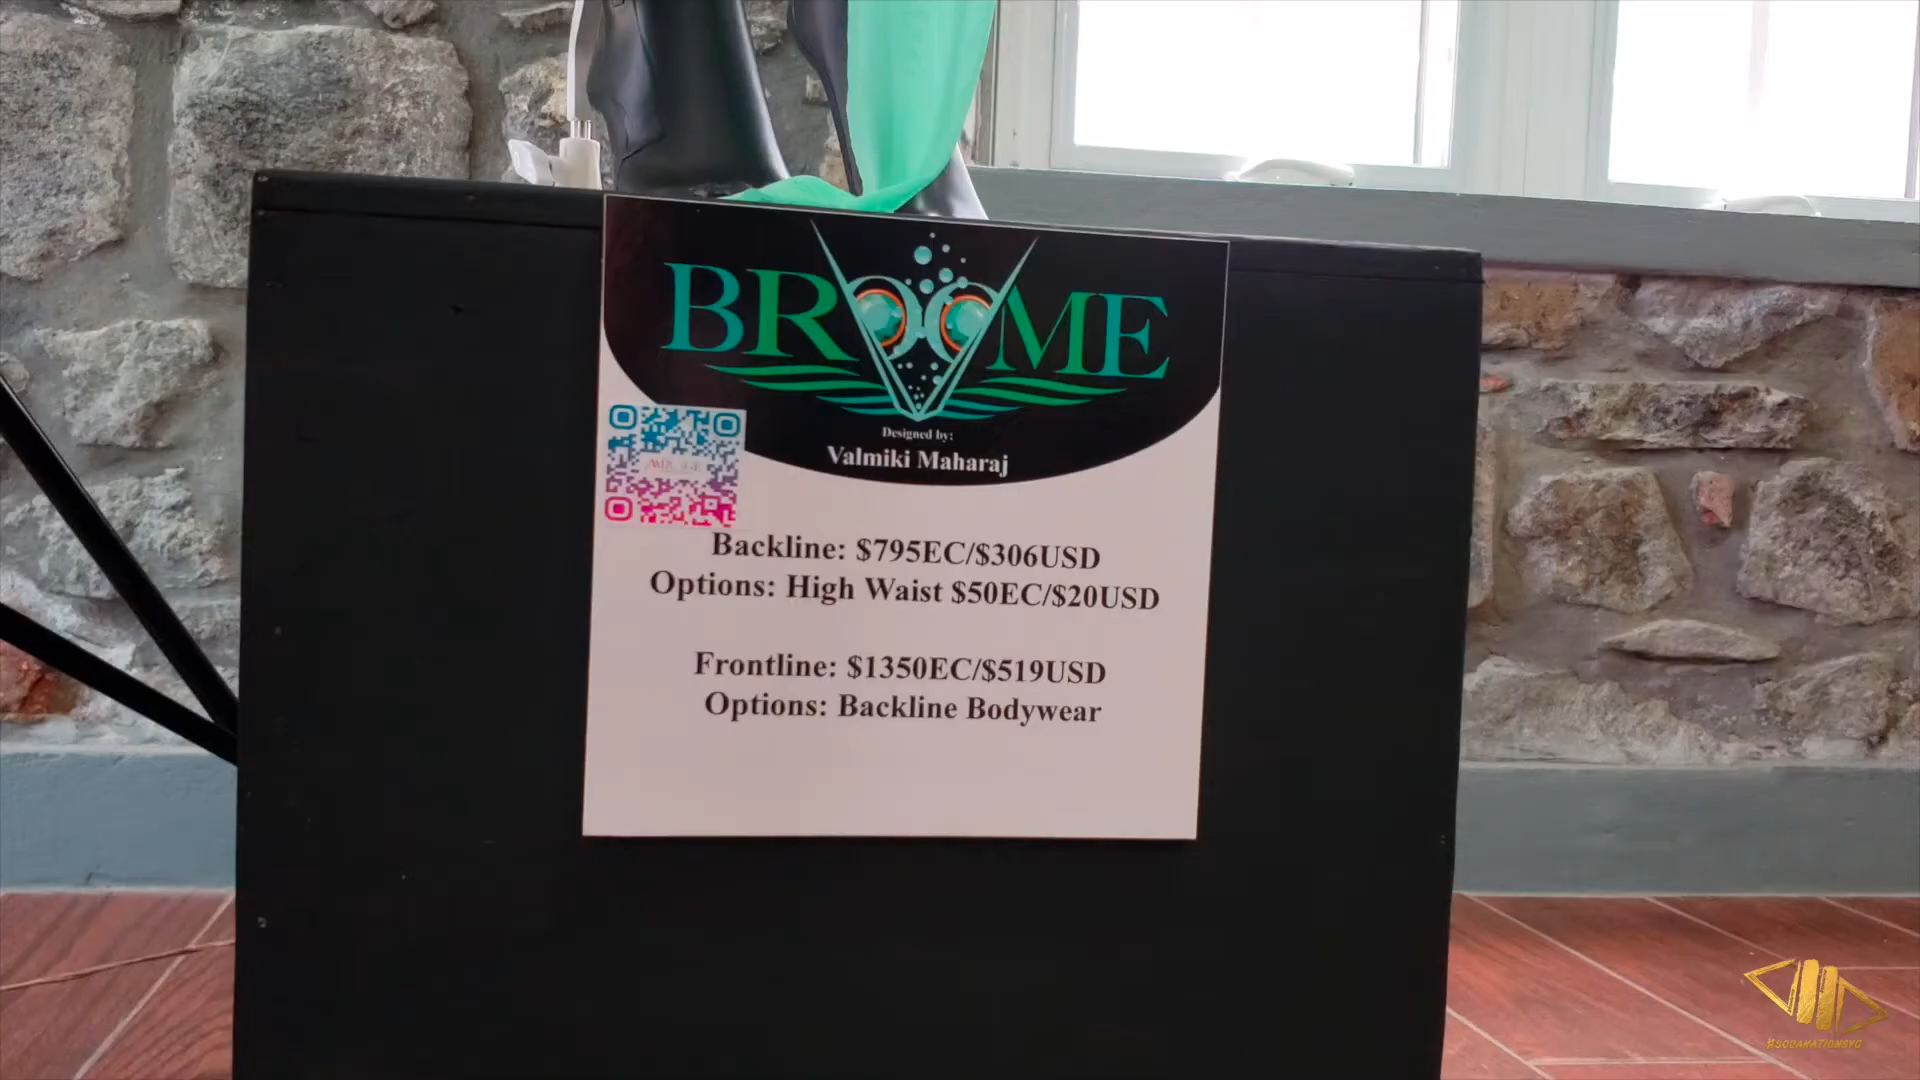 BROOME
Designed by:
Valmiki Maharaj
Backline: $795EC/$306USD
Options: High Waist $50EC/$20USD
Frontline: $1350EC/$519USD
Options: Backline Bodywear
#SOCANATIONSVG